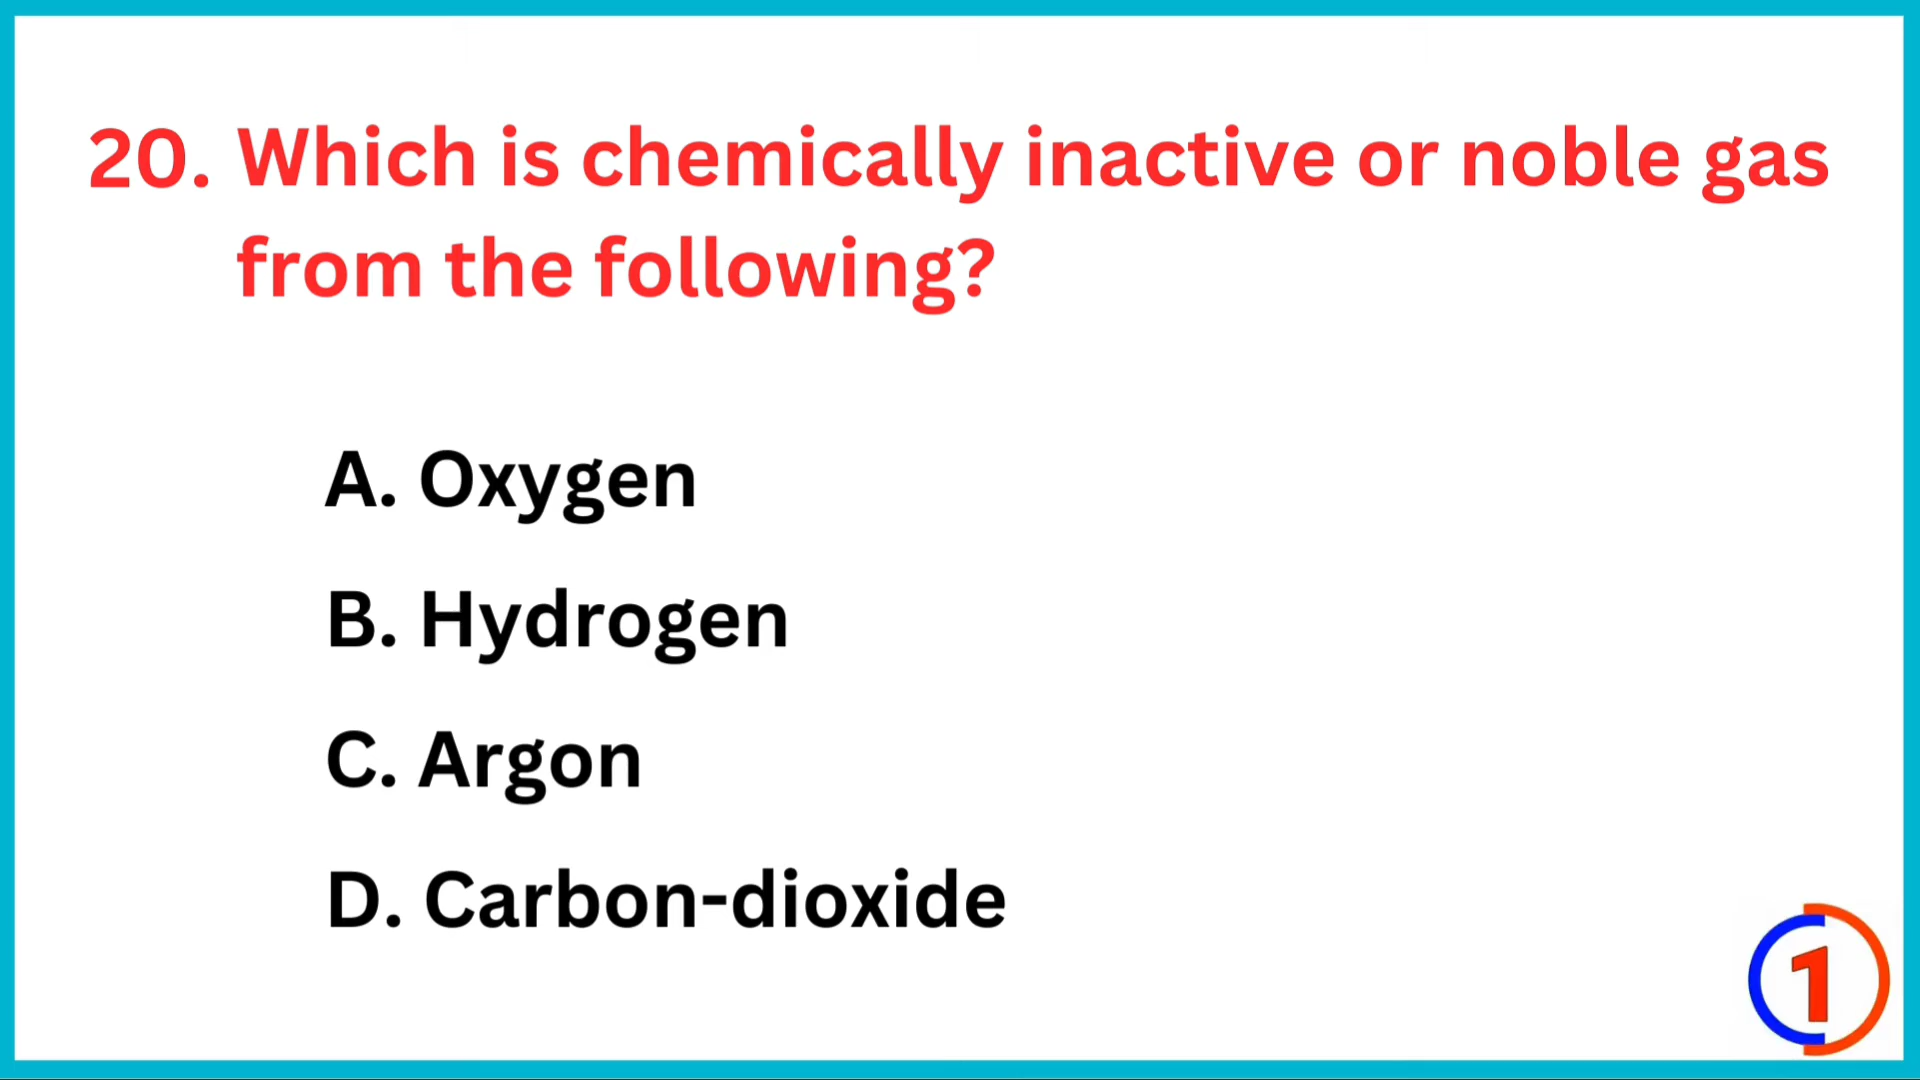 20. Which is chemically inactive or noble gas
from the following?
A. Oxygen
B. Hydrogen
C. Argon
D. Carbon-dioxide
1